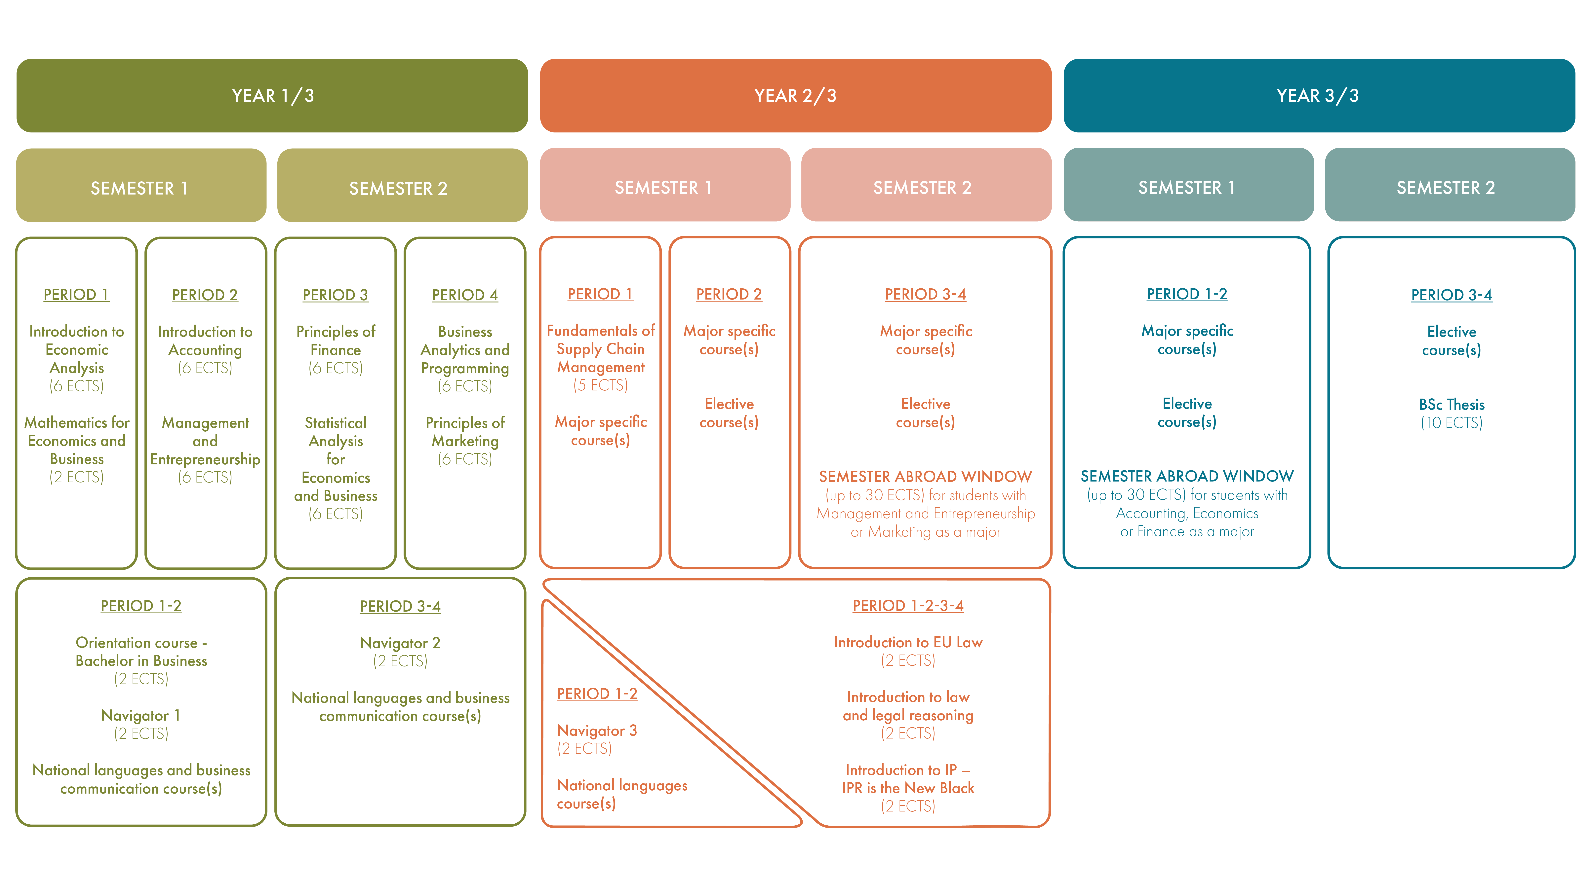 YEAR 1/3
YEAR 2/3
YEAR 3/3
SEMESTER 1
SEMESTER 2
SEMESTER 1
SEMESTER 2
SEMESTER 1
SEMESTER 2
PERIOD 1
Introduction to
Economic
Analysis
(6 ECTS)
Mathematics for
Economics and
Business
(2 ECTS)
PERIOD 2
Introduction to
Accounting
(6 ECTS)
Management
and
Entrepreneurship
(6 ECTS)
PERIOD 3
Principles of
Finance
(6 ECTS)
Statistical
Analysis
for
Economics
and Business
(6 ECTS)
PERIOD 4
Business
Analytics and
Programming
(6 ECTS)
Principles of
Marketing
(6 ECTS)
PERIOD 1
Fundamentals of
Supply Chain
Management
(5 ECTS)
Major specific
course(s)
PERIOD 2
Major specific
course(s)
Elective
course(s)
PERIOD 3-4
Major specific
course(s)
Elective
course(s)
SEMESTER ABROAD WINDOW
(up to 30 ECTS) for students with
Management and Entrepreneurship
or Marketing as a major
PERIOD 1-2
Major specific
course(s)
Elective
course(s)
SEMESTER ABROAD WINDOW
(up to 30 ECTS) for students with
Accounting, Economics
or Finance as a major
PERIOD 3-4
Elective
course(s)
BSc Thesis
(10 ECTS)
PERIOD 1-2
Orientation course -
Bachelor in Business
(2 ECTS)
Navigator 1
(2 ECTS)
National languages and business
communication course(s)
PERIOD 3-4
Navigator 2
(2 ECTS)
National languages and business
communication course(s)
PERIOD 1-2
Navigator 3
(2 ECTS)
National languages
course(s)
PERIOD 1-2-3-4
Introduction to EU Law
(2 ECTS)
Introduction to law
and legal reasoning
(2 ECTS)
Introduction to IP –
IPR is the New Black
(2 ECTS)